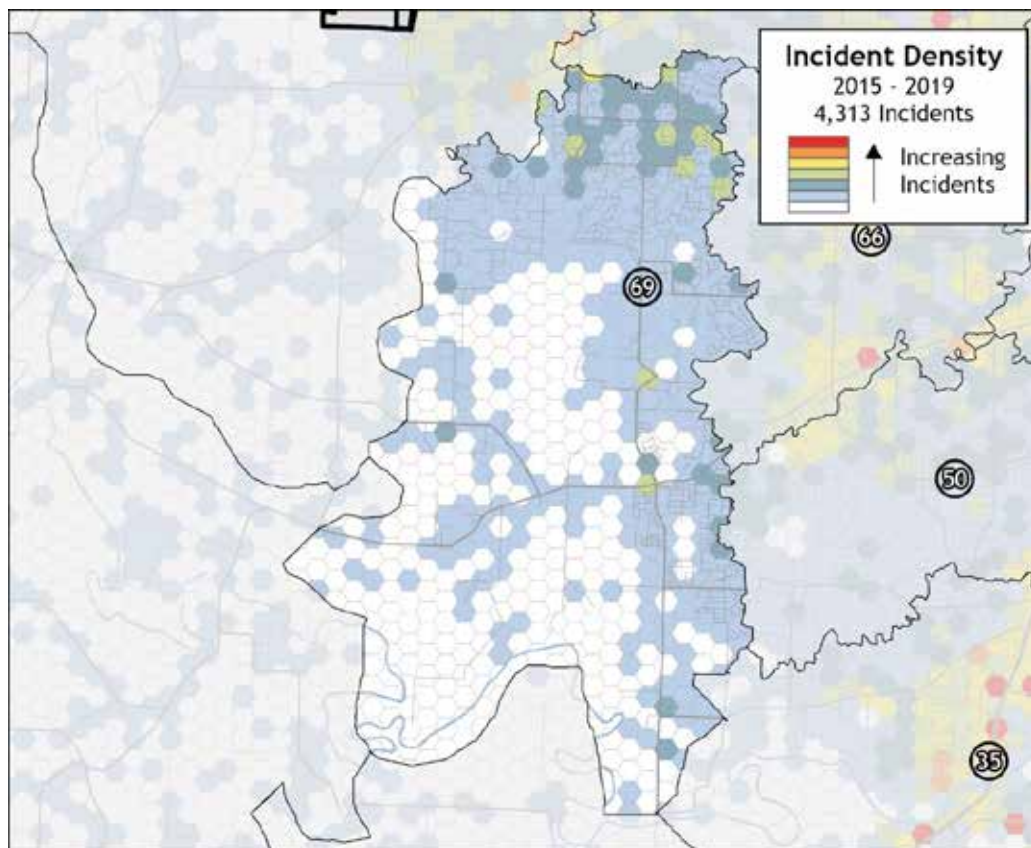 Incident Density
2015 - 2019
4,313 Incidents
Increasing
Incidents
66
69
50
35